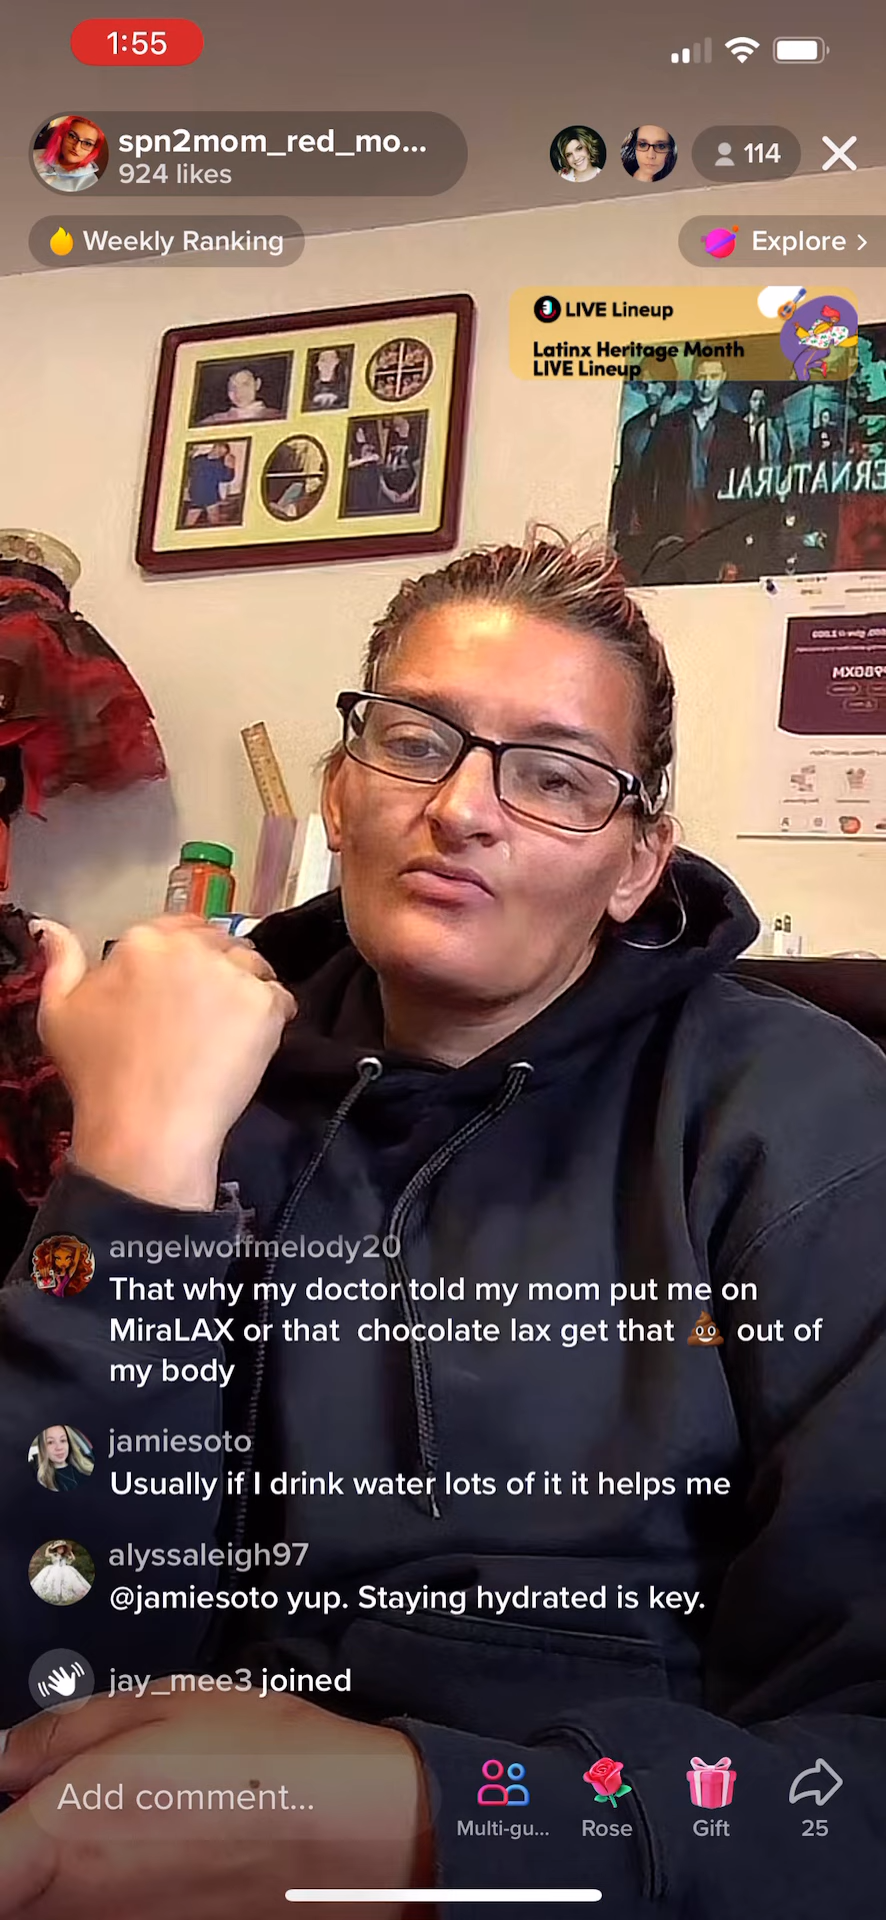 1:55
spn2mom_red_mo...
924 likes
114
Weekly Ranking
Explore >
LIVE Lineup
Latinx Heritage Month
LIVE Lineup
ERNATURAL
angelwolfmelody20
That why my doctor told my mom put me on
MiraLAX or that chocolate lax get that 💩 out of
my body
jamiesoto
Usually if I drink water lots of it it helps me
alyssaleigh97
@jamiesoto yup. Staying hydrated is key.
jay_mee3 joined
Add comment...
Multi-gu...
Rose
Gift
25